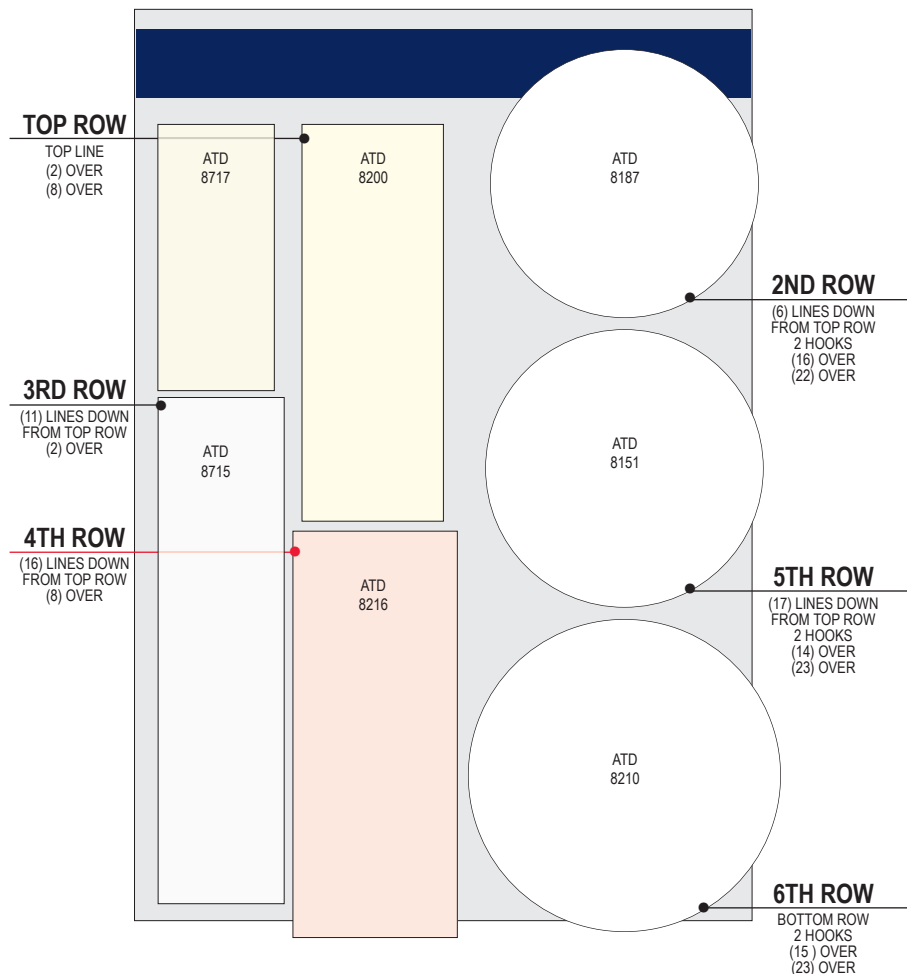 TOP ROW
TOP LINE
(2) OVER
(8) OVER
ATD
8717
ATD
8200
ATD
8187
2ND ROW
(6) LINES DOWN
FROM TOP ROW
2 HOOKS
(16) OVER
(22) OVER
3RD ROW
(11) LINES DOWN
FROM TOP ROW
(2) OVER
ATD
8715
ATD
8151
4TH ROW
(16) LINES DOWN
FROM TOP ROW
(8) OVER
ATD
8216
5TH ROW
(17) LINES DOWN
FROM TOP ROW
2 HOOKS
(14) OVER
(23) OVER
ATD
8210
6TH ROW
BOTTOM ROW
2 HOOKS
(15 ) OVER
(23) OVER